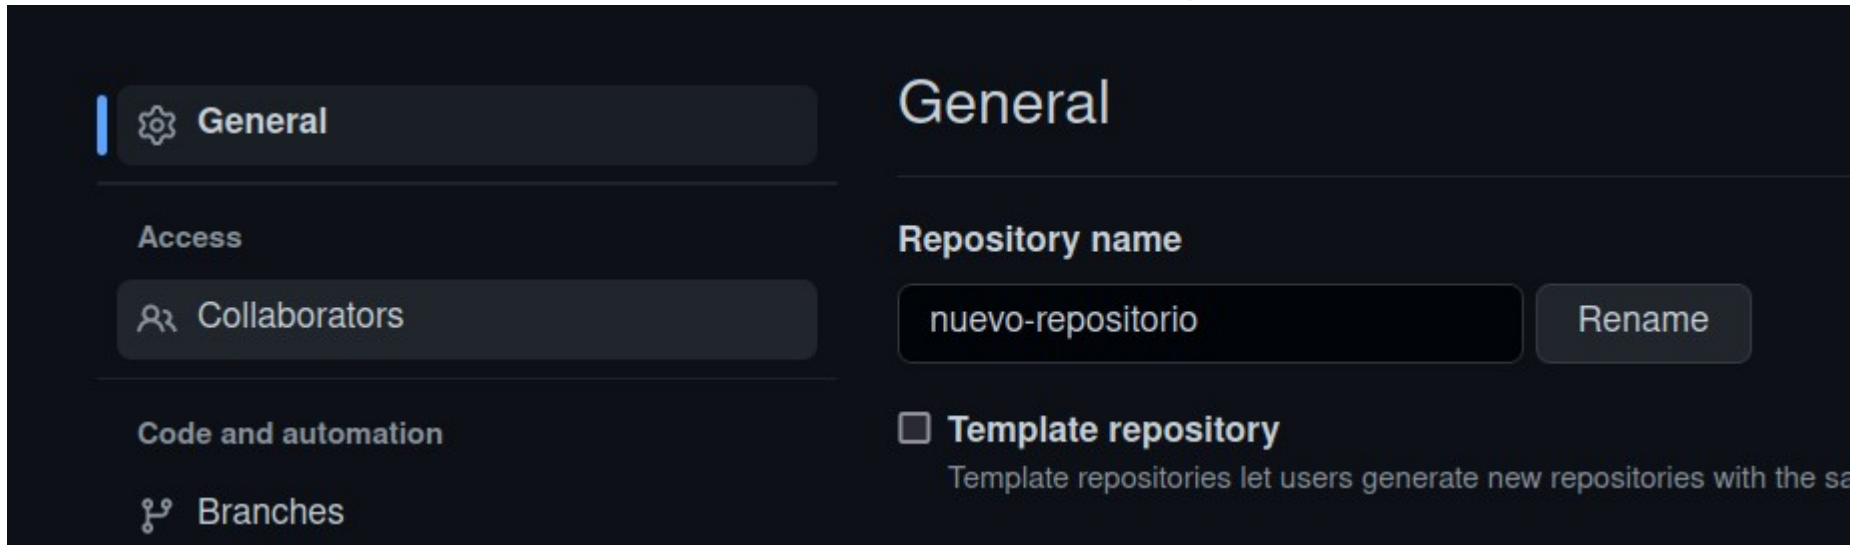 General
Access
Collaborators
Code and automation
Branches
General
Repository name
nuevo-repositorio
Rename
Template repository
Template repositories let users generate new repositories with the sa